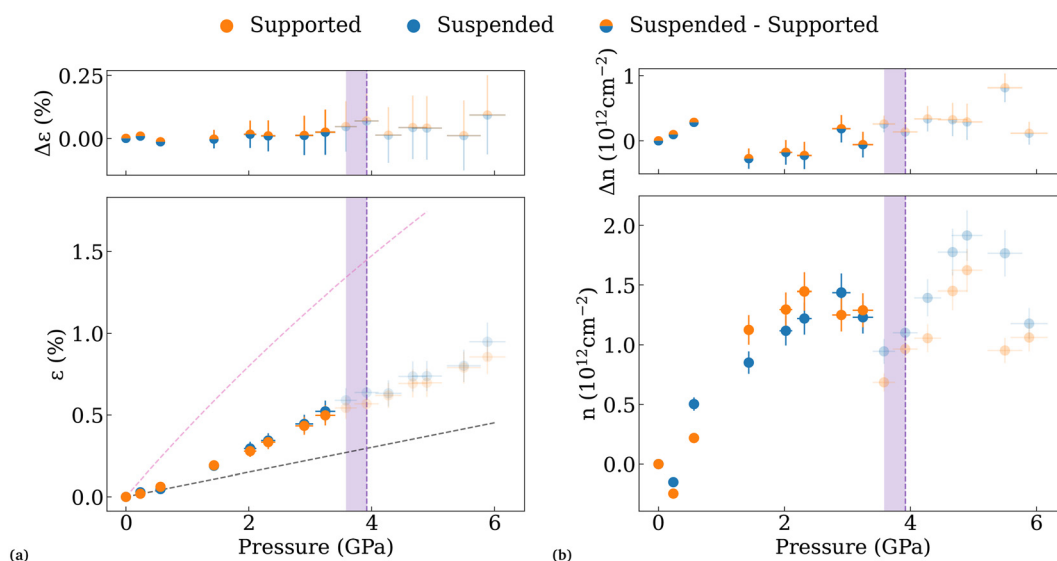 Supported Suspended Suspended - Supported
Δε (%)
0.25
0.00
ε (%)
1.5
1.0
0.5
0.0
0 2 4 6
Pressure (GPa)
(a)
Δn (10¹²cm⁻²)
1
0
n (10¹²cm⁻²)
2.0
1.5
1.0
0.5
0.0
0 2 4 6
Pressure (GPa)
(b)